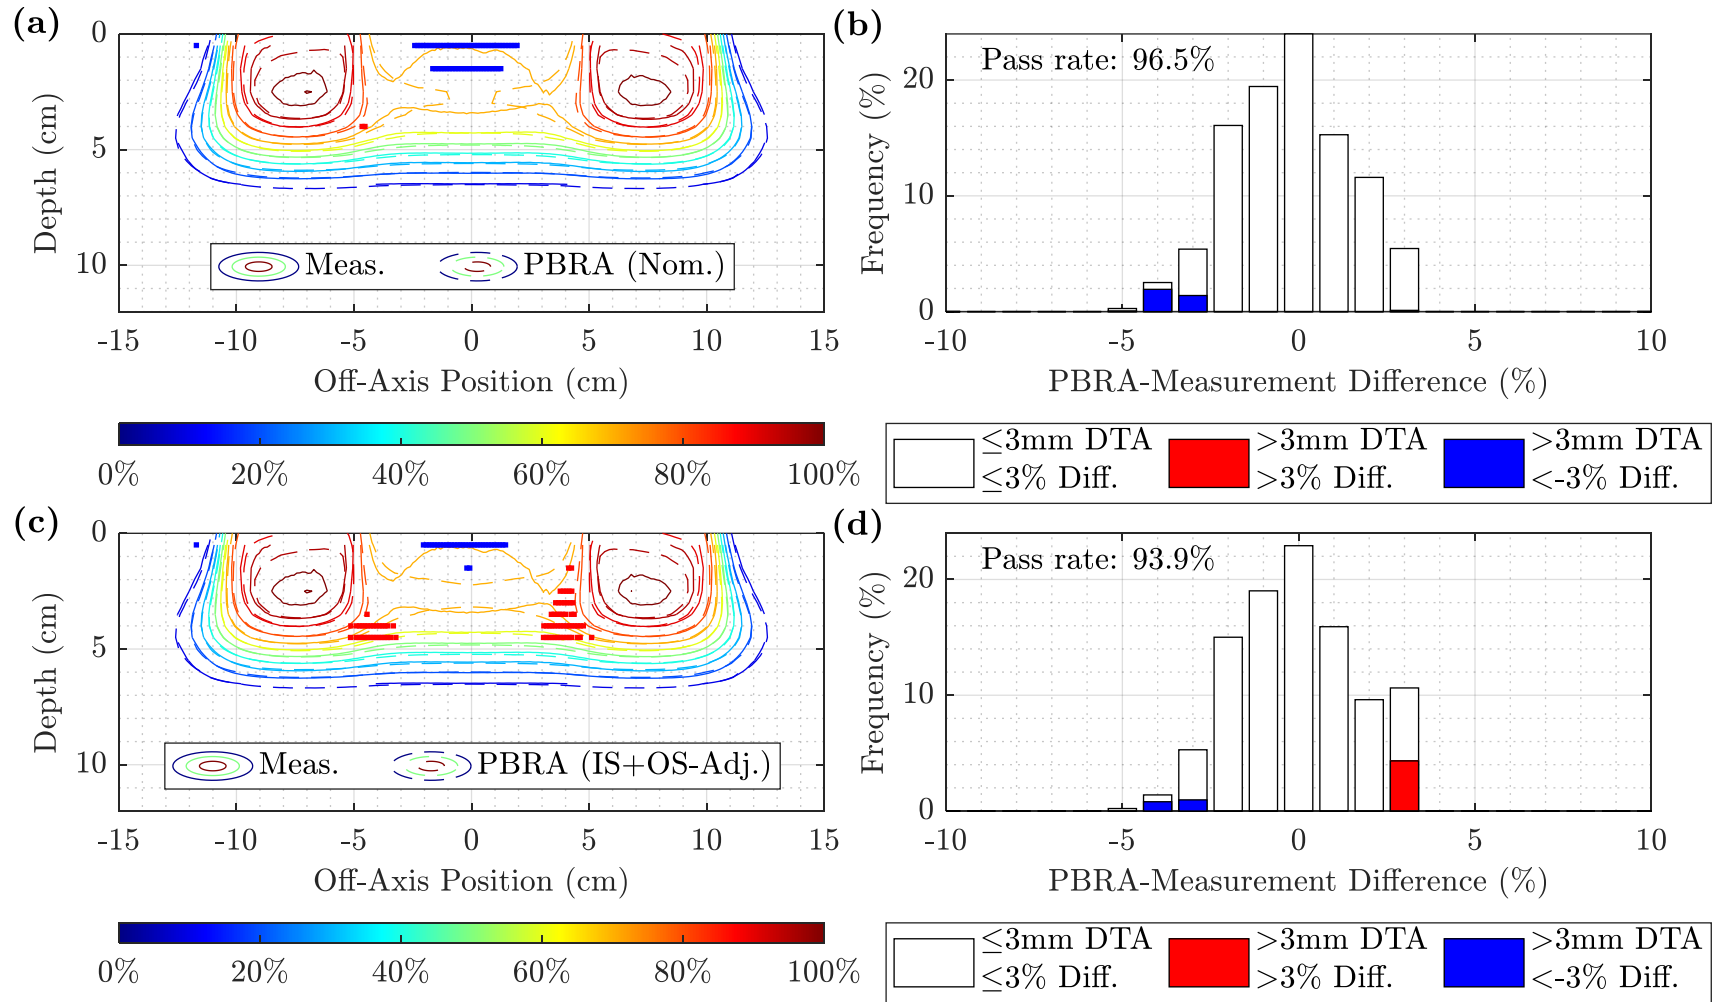 (a)
0
5
10
Depth (cm)
Meas.
PBRA (Nom.)
-15 -10 -5 0 5 10 15
Off-Axis Position (cm)
0% 20% 40% 60% 80% 100%
(b)
Pass rate: 96.5%
20
10
0
Frequency (%)
-10 -5 0 5 10
PBRA-Measurement Difference (%)
≤3mm DTA >3mm DTA >3mm DTA
≤3% Diff. >3% Diff. <-3% Diff.
(c)
0
5
10
Depth (cm)
Meas.
PBRA (IS+OS-Adj.)
-15 -10 -5 0 5 10 15
Off-Axis Position (cm)
0% 20% 40% 60% 80% 100%
(d)
Pass rate: 93.9%
20
10
0
Frequency (%)
-10 -5 0 5 10
PBRA-Measurement Difference (%)
≤3mm DTA >3mm DTA >3mm DTA
≤3% Diff. >3% Diff. <-3% Diff.